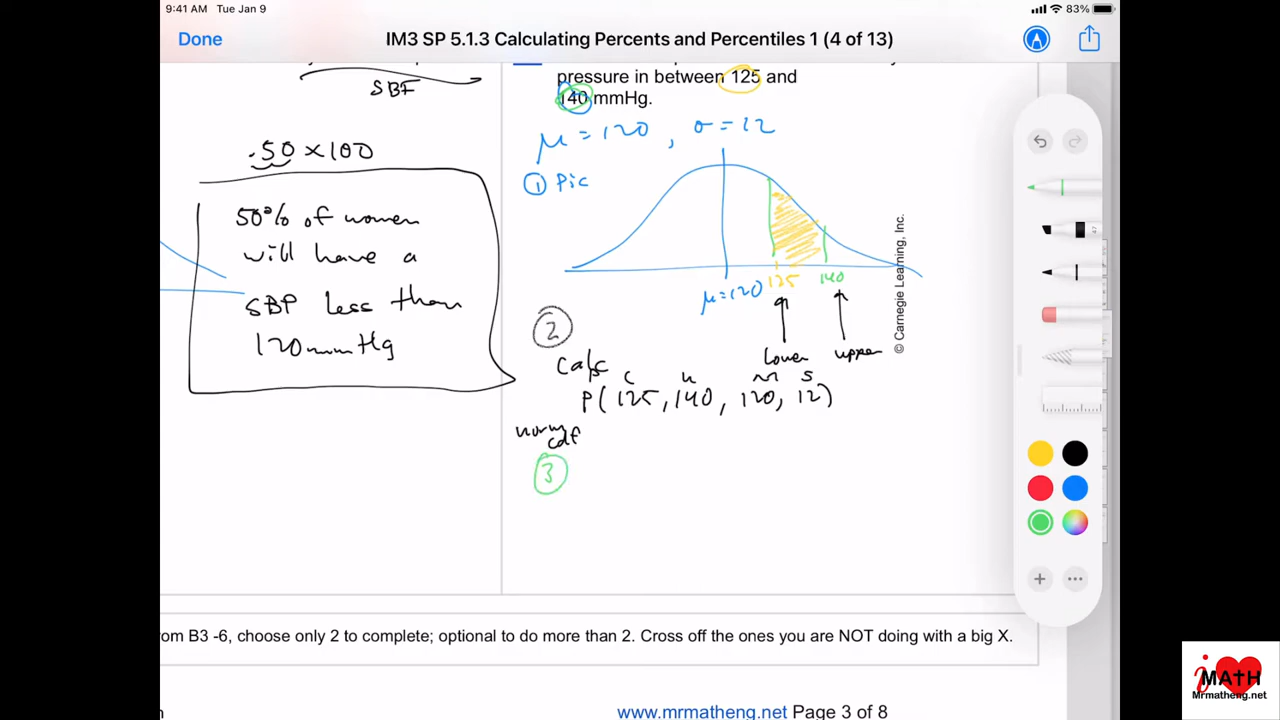 9:41 AM Tue Jan 9
83%
Done
IM3 SP 5.1.3 Calculating Percents and Percentiles 1 (4 of 13)
pressure in between 125 and
140 mmHg.
SBF
μ = 120 , σ = 12
.50 x 100
① Pic
50% of women
will have a
SBP less than
120mmHg
μ=120 125 140
© Carnegie Learning, Inc.
②
lower upper
Calc
L u m s
P( 125, 140, 120, 12)
norm
cdf
③
47
om B3 -6, choose only 2 to complete; optional to do more than 2. Cross off the ones you are NOT doing with a big X.
www.mrmatheng.net Page 3 of 8
i
MATH
Mrmatheng.net